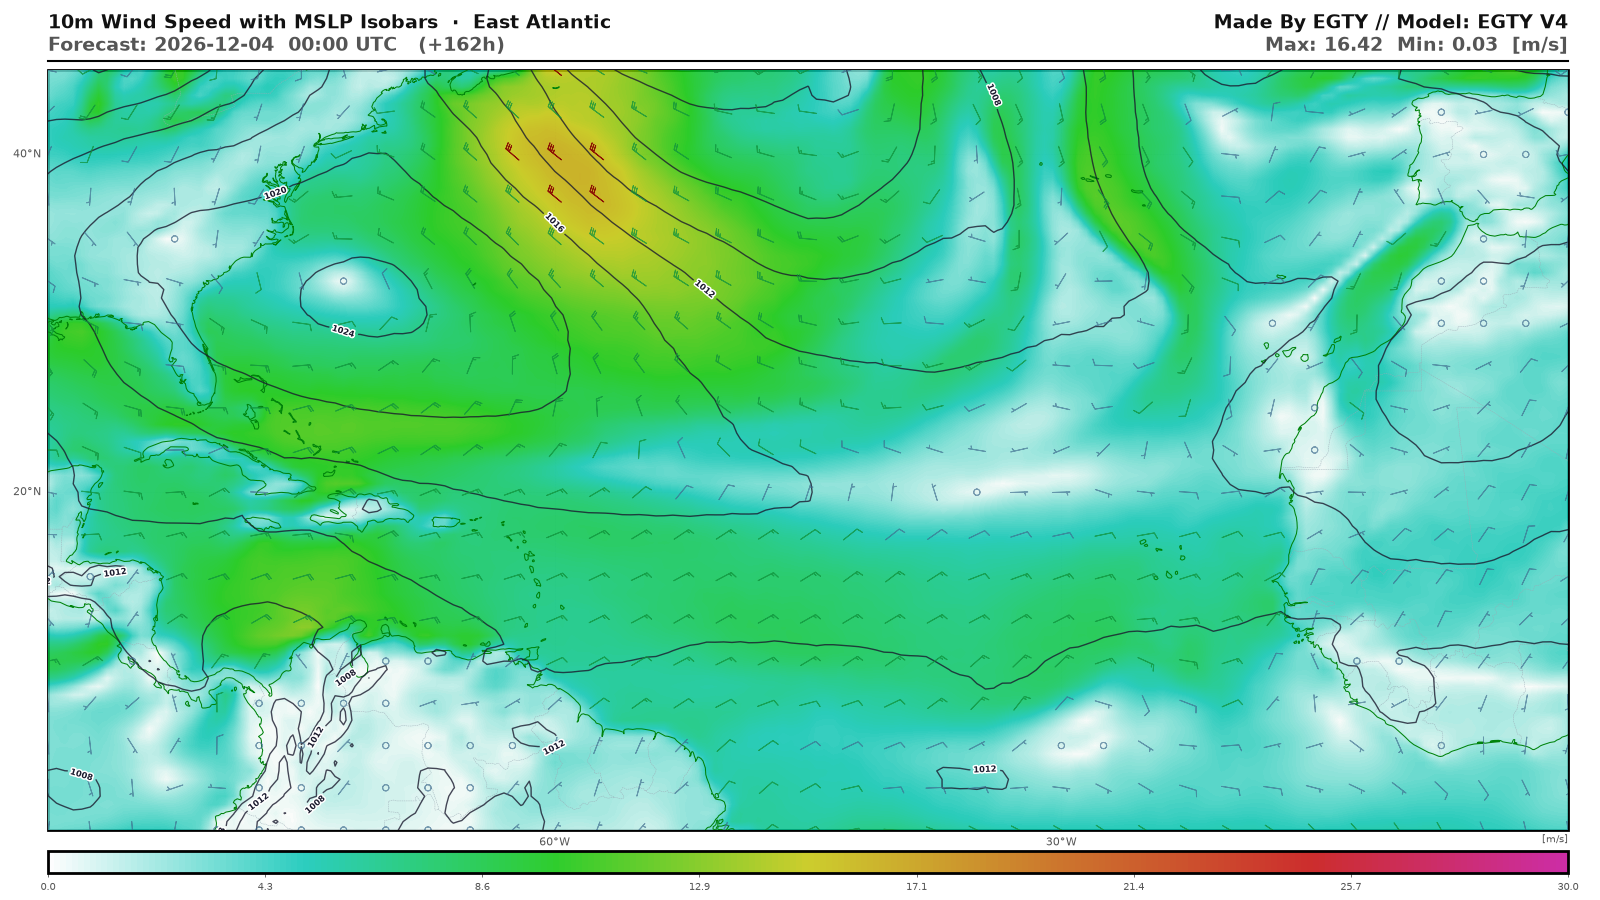 10m Wind Speed with MSLP Isobars · East Atlantic
Made By EGTY // Model: EGTY V4
Forecast: 2026-12-04 00:00 UTC (+162h)
Max: 16.42 Min: 0.03 [m/s]
1008
40°N
1020
1016
1012
1024
20°N
1012
1008
1012
1012
1012
1008
1012
1008
60°W
30°W
[m/s]
0.0
4.3
8.6
12.9
17.1
21.4
25.7
30.0